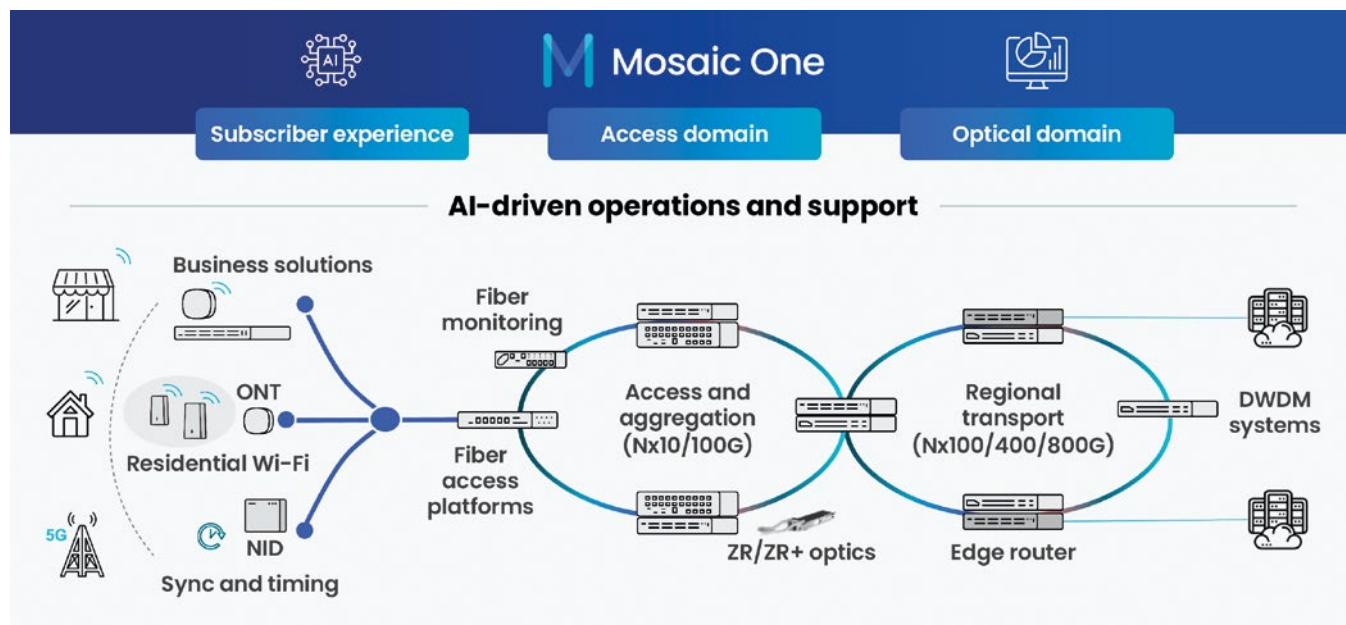 AI
Mosaic One
Subscriber experience
Access domain
Optical domain
AI-driven operations and support
Business solutions
ONT
Residential Wi-Fi
5G
NID
Sync and timing
Fiber
monitoring
Fiber
access
platforms
Access and
aggregation
(Nx10/100G)
ZR/ZR+ optics
Regional
transport
(Nx100/400/800G)
Edge router
DWDM
systems